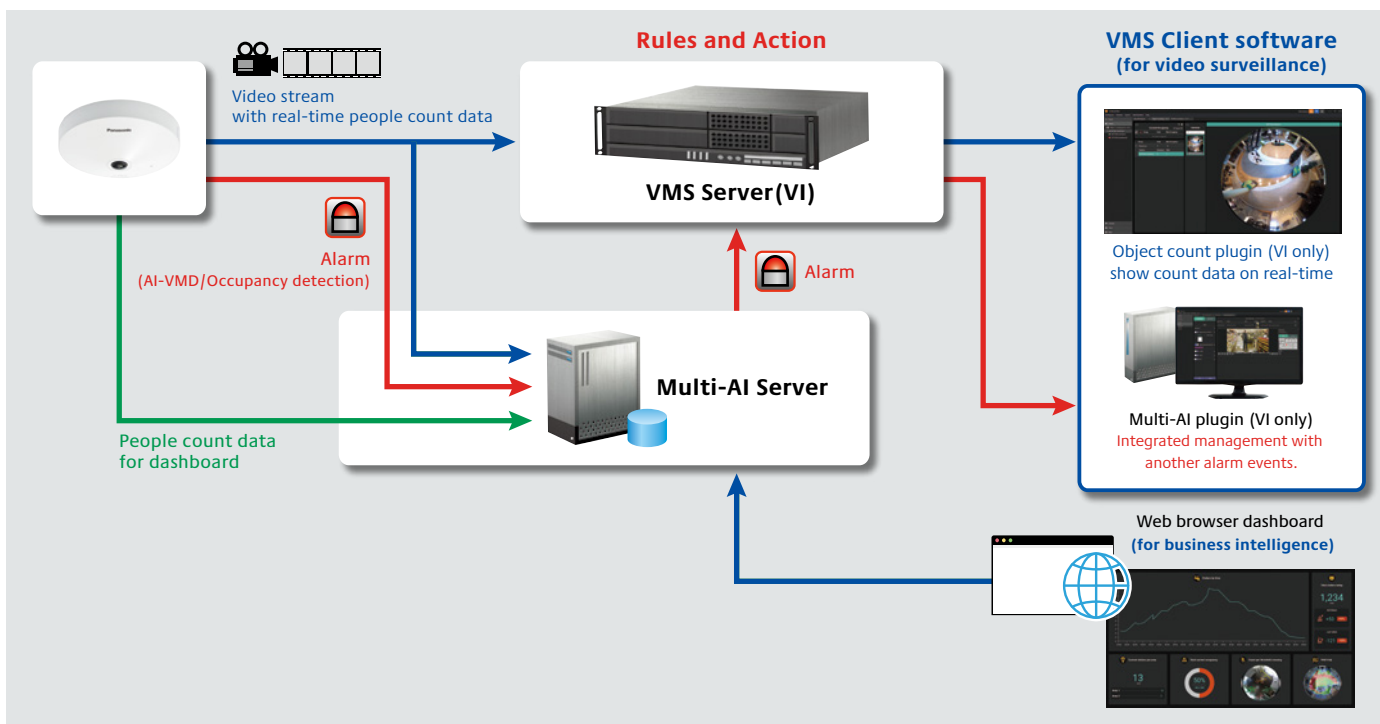 Rules and Action
VMS Client software
(for video surveillance)
Video stream
with real-time people count data
Panasonic
VMS Server(VI)
Alarm
(AI-VMD/Occupancy detection)
Alarm
Object count plugin (VI only)
show count data on real-time
Multi-AI Server
Multi-AI plugin (VI only)
Integrated management with
another alarm events.
People count data
for dashboard
Web browser dashboard
(for business intelligence)
1,234
13
50%